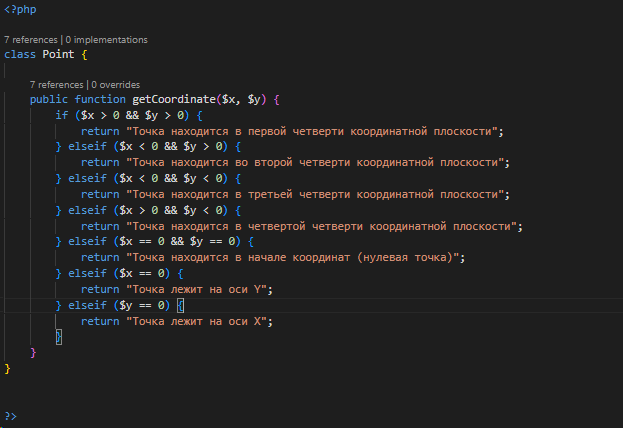 <?php
7 references | 0 implementations
class Point {
7 references | 0 overrides
public function getCoordinate($x, $y) {
if ($x > 0 && $y > 0) {
return "Точка находится в первой четверти координатной плоскости";
} elseif ($x < 0 && $y > 0) {
return "Точка находится во второй четверти координатной плоскости";
} elseif ($x < 0 && $y < 0) {
return "Точка находится в третьей четверти координатной плоскости";
} elseif ($x > 0 && $y < 0) {
return "Точка находится в четвертой четверти координатной плоскости";
} elseif ($x == 0 && $y == 0) {
return "Точка находится в начале координат (нулевая точка)";
} elseif ($x == 0) {
return "Точка лежит на оси Y";
} elseif ($y == 0) {
return "Точка лежит на оси X";
}
}
}
?>